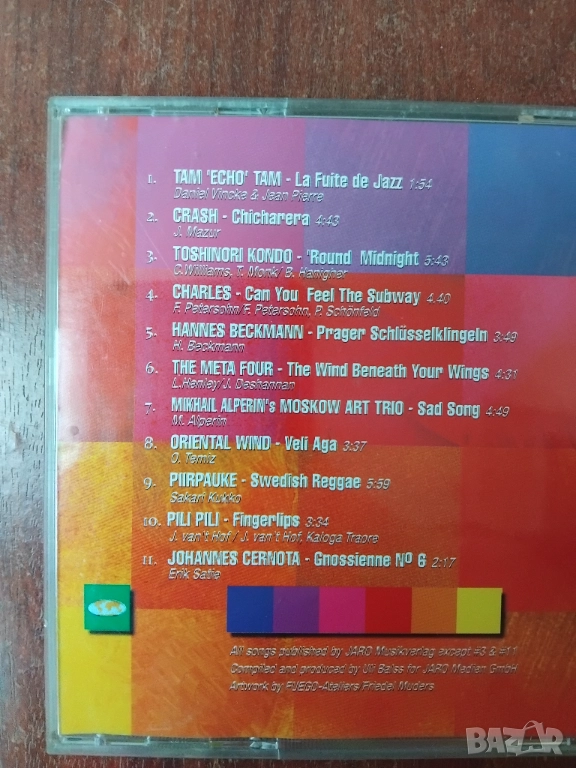 1. TAM 'ECHO' TAM - La Fuite de Jazz 1:54
Daniel Vincke & Jean Pierre
2. CRASH - Chicharera 4:43
J. Mazur
3. TOSHINORI KONDO - 'Round Midnight 5:43
C.Williams, T. Monk/ B. Hanigher
4. CHARLES - Can You Feel The Subway 4.40
F. Petersohn/F. Petersohn, P. Schönfeld
5. HANNES BECKMANN - Prager Schlüsselklingeln 3:49
H. Beckmann
6. THE META FOUR - The Wind Beneath Your Wings 4:31
L.Henley/J. Deshannan
7. MIKHAIL ALPERIN's MOSKOW ART TRIO - Sad Song 4:49
M. Alperin
8. ORIENTAL WIND - Veli Aga 3:37
O. Temiz
9. PIIRPAUKE - Swedish Reggae 5:59
Sakari Kukko
10. PILI PILI - Fingerlips 3:34
J. van't Hof / J. van't Hof, Kaloga Traore
11. JOHANNES CERNOTA - Gnossienne Nº 6 2:17
Erik Satie
All songs published by JARO Musikverlag except #3 & #11
Compiled and produced by Uli Balss for JARO Medien GmbH
Artwork by FUEGO-Ateliers Friedel Muders
BAZAR